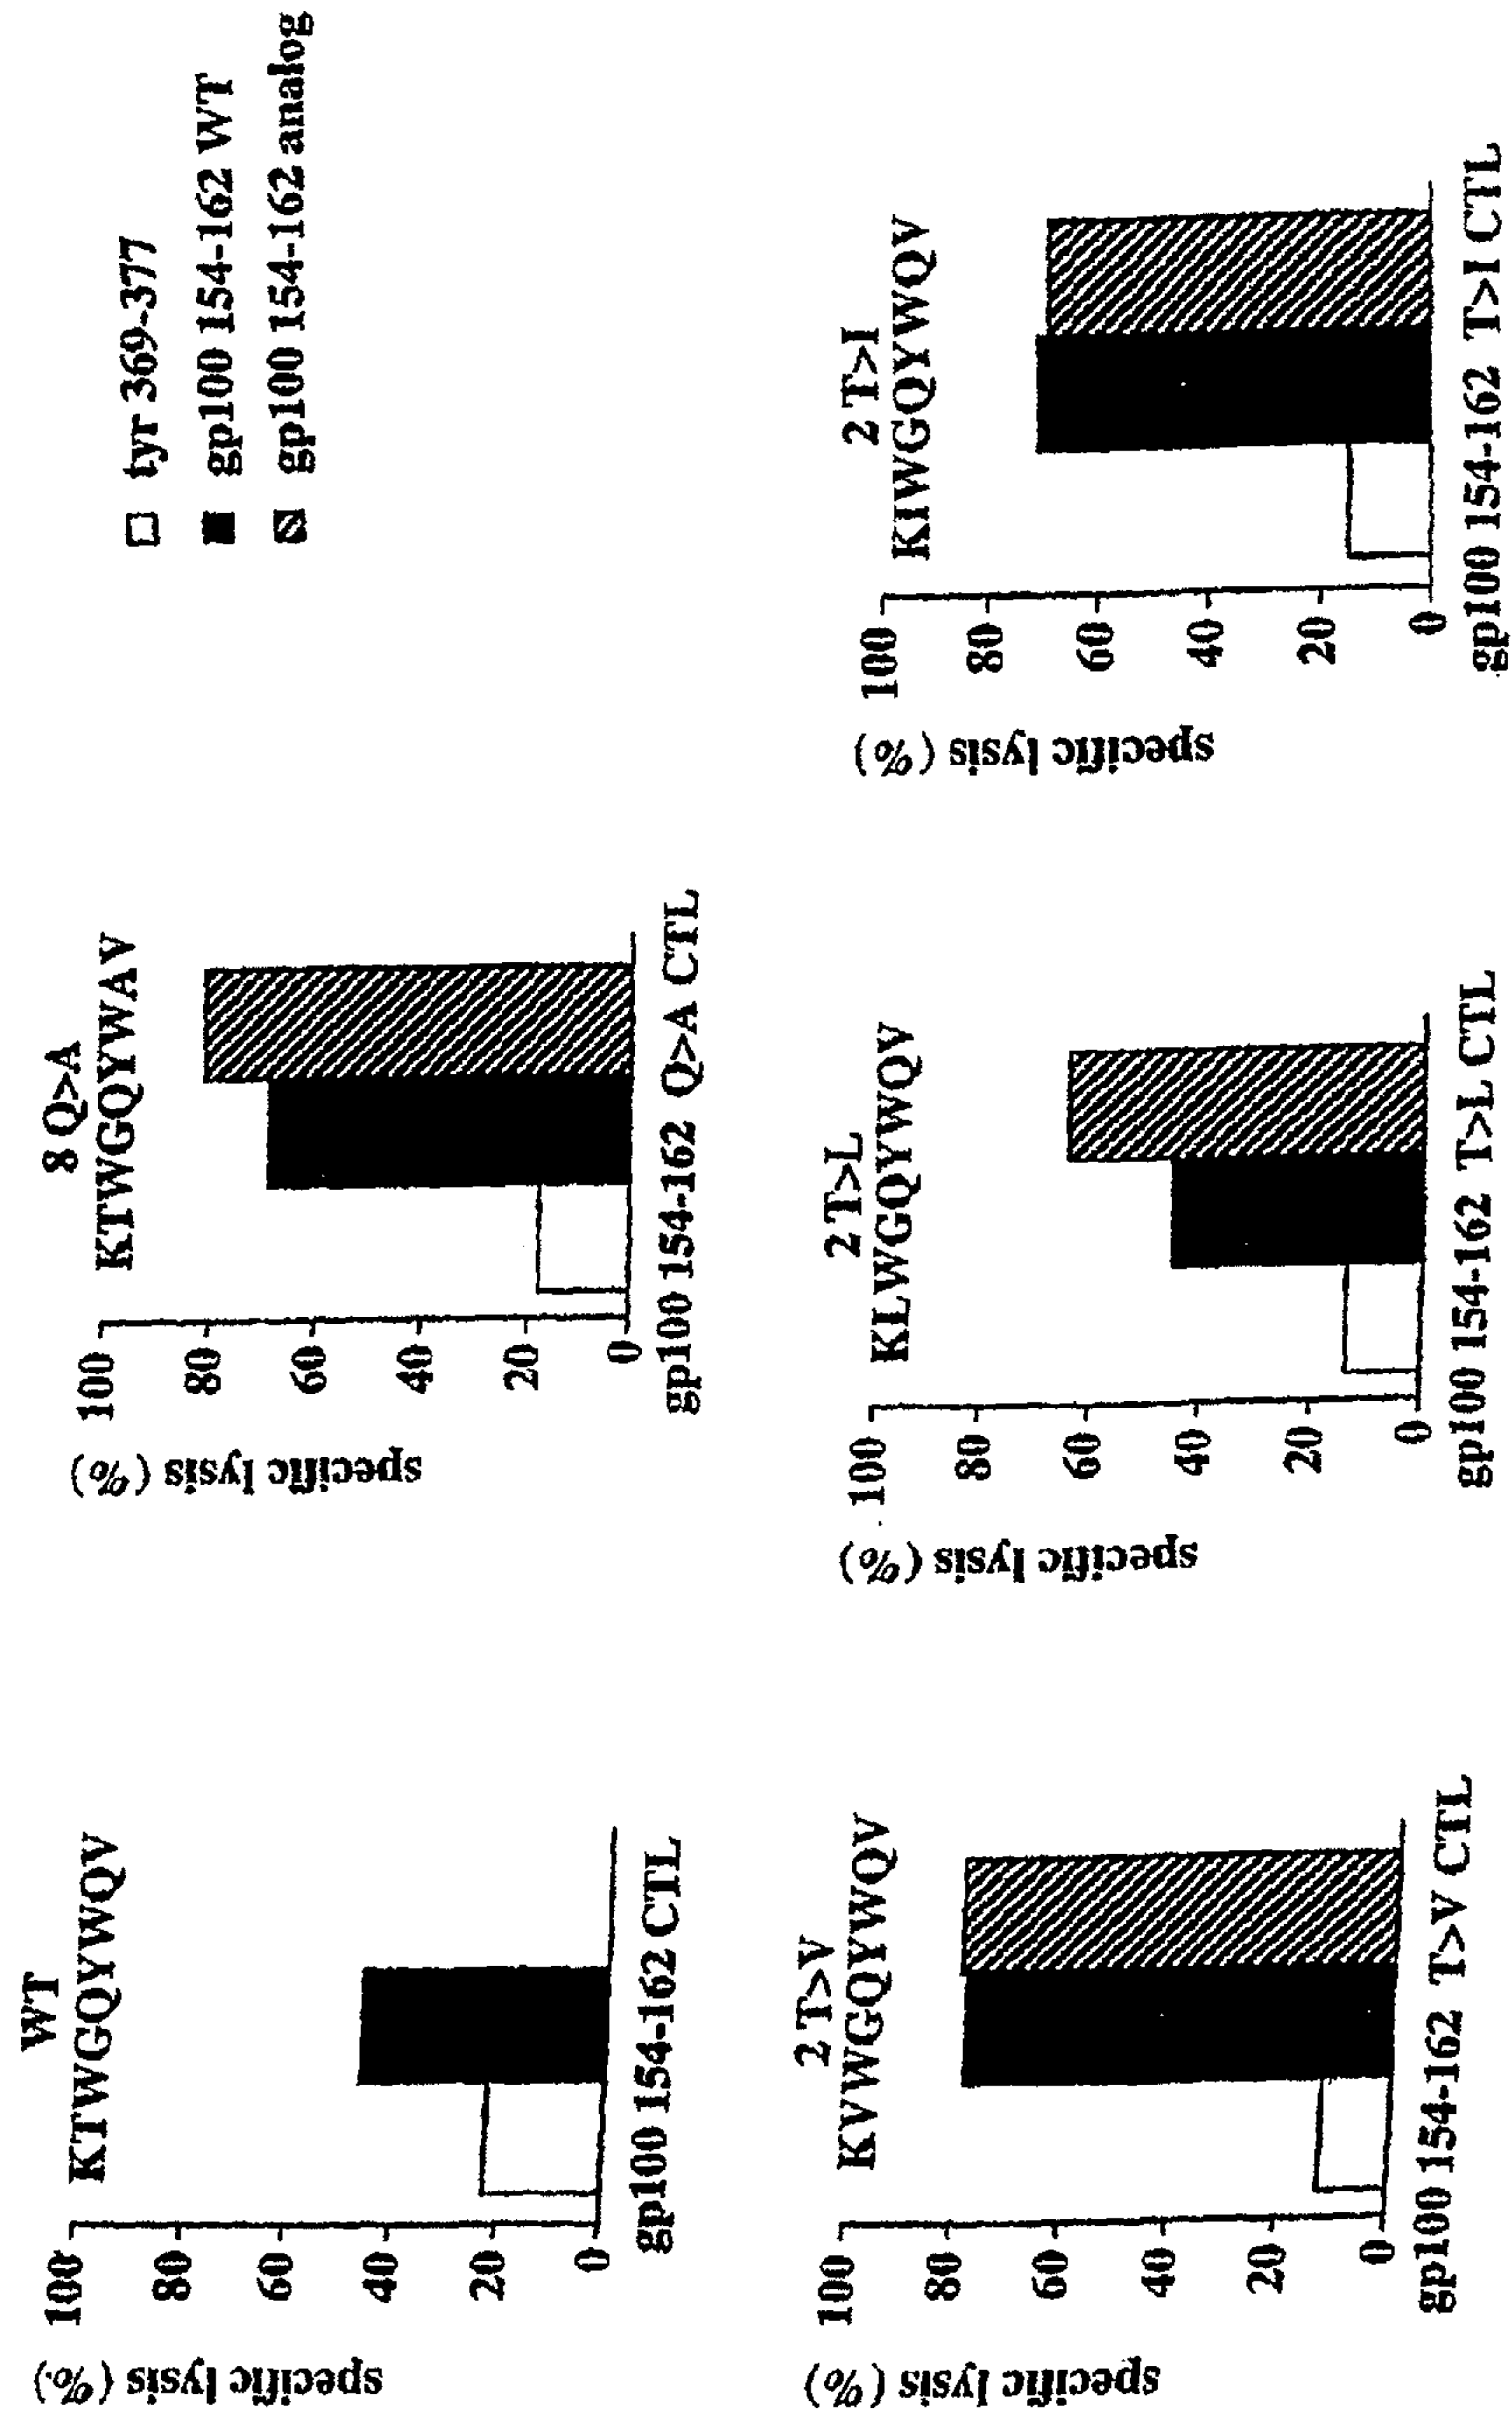 WT
KTWGQYWQV
specific lysis (%)
100
80
60
40
20
0
gp100 154-162 CTL
8 Q>A
KTWGQYWAV
specific lysis (%)
100
80
60
40
20
0
gp100 154-162 Q>A CTL
tyr 369-377
gp100 154-162 WT
gp100 154-162 analog
2 T>V
KVWGQYWQV
specific lysis (%)
100
80
60
40
20
0
gp100 154-162 T>V CTL
2 T>L
KLWGQYWQV
specific lysis (%)
100
80
60
40
20
0
gp100 154-162 T>L CTL
2 T>I
KIWGQYWQV
specific lysis (%)
100
80
60
40
20
0
gp100 154-162 T>I CTL